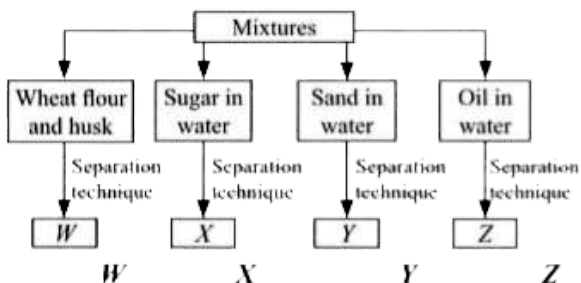 Mixtures
Wheat flour and husk
Sugar in water
Sand in water
Oil in water
Separation technique
Separation technique
Separation technique
Separation technique
W
X
Y
Z
W X Y Z